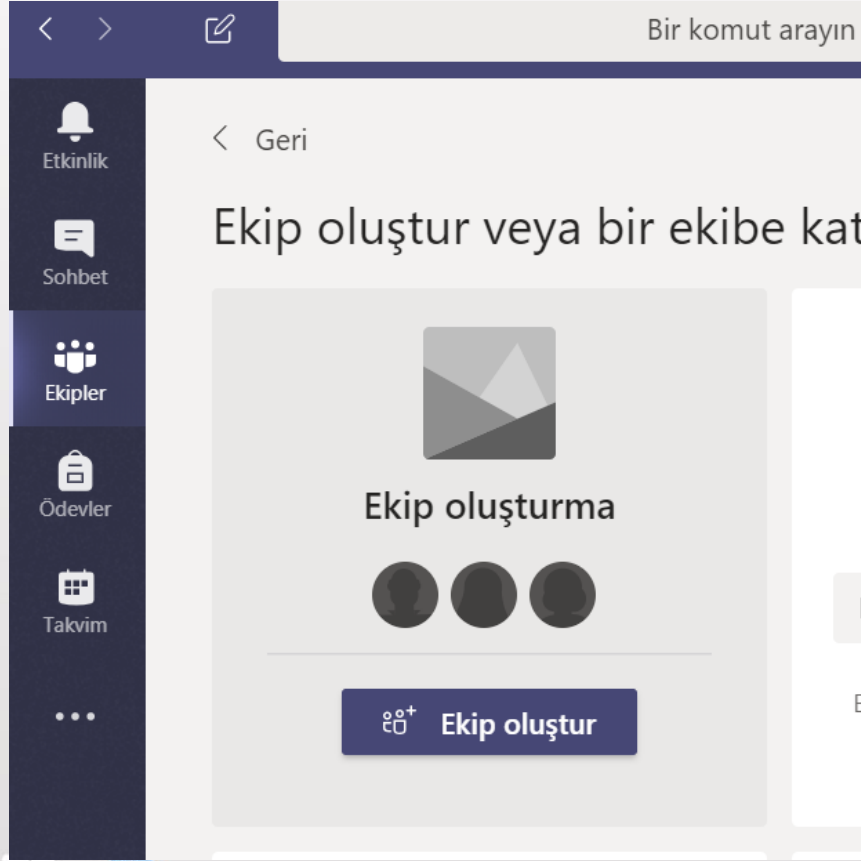 Bir komut arayın
Etkinlik
Sohbet
Ekipler
Ödevler
Takvim
Geri
Ekip oluştur veya bir ekibe kat
Ekip oluşturma
Ekip oluştur